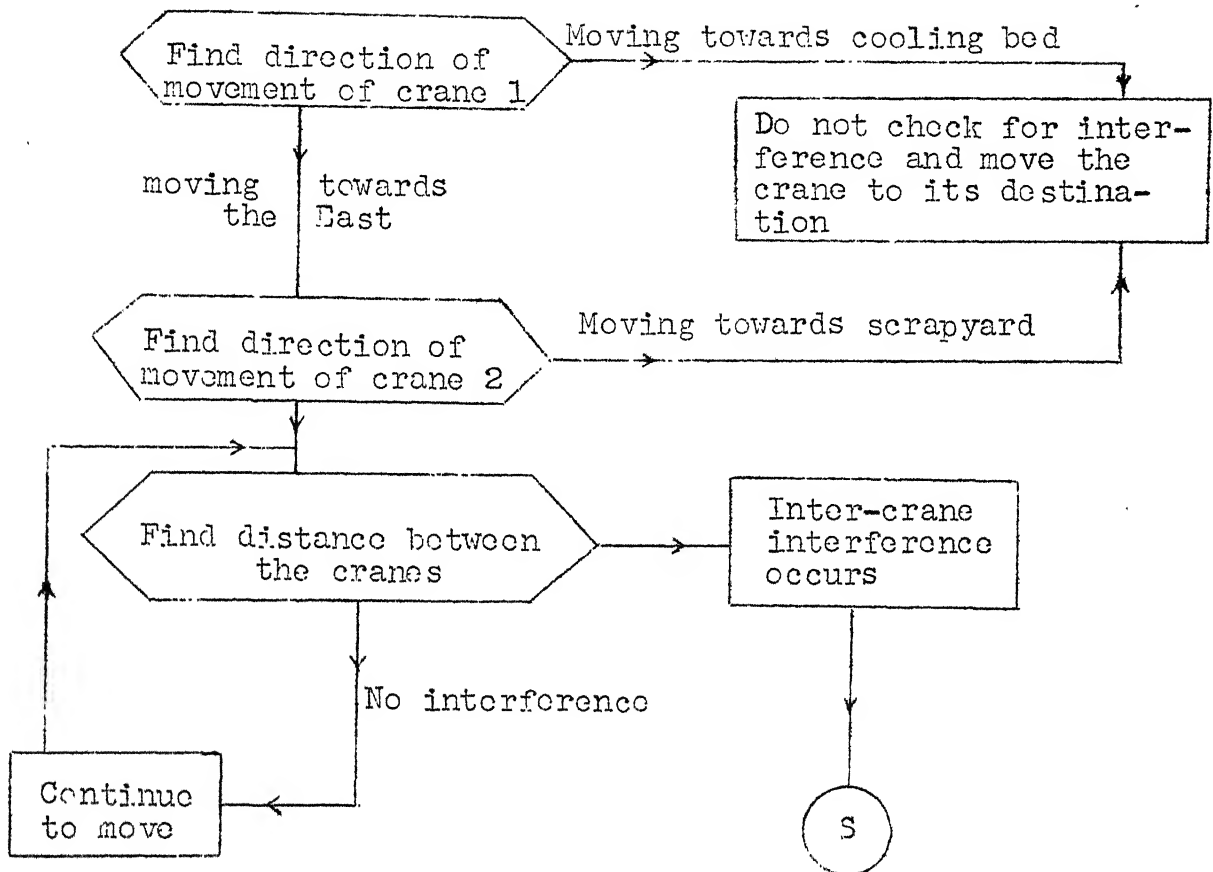 Find direction of
movement of crane 1
Moving towards cooling bed
Do not check for inter-
ference and move the
crane to its destina-
tion
moving towards
the East
Find direction of
movement of crane 2
Moving towards scrapyard
Find distance between
the cranes
Inter-crane
interference
occurs
No interference
Continue
to move
S